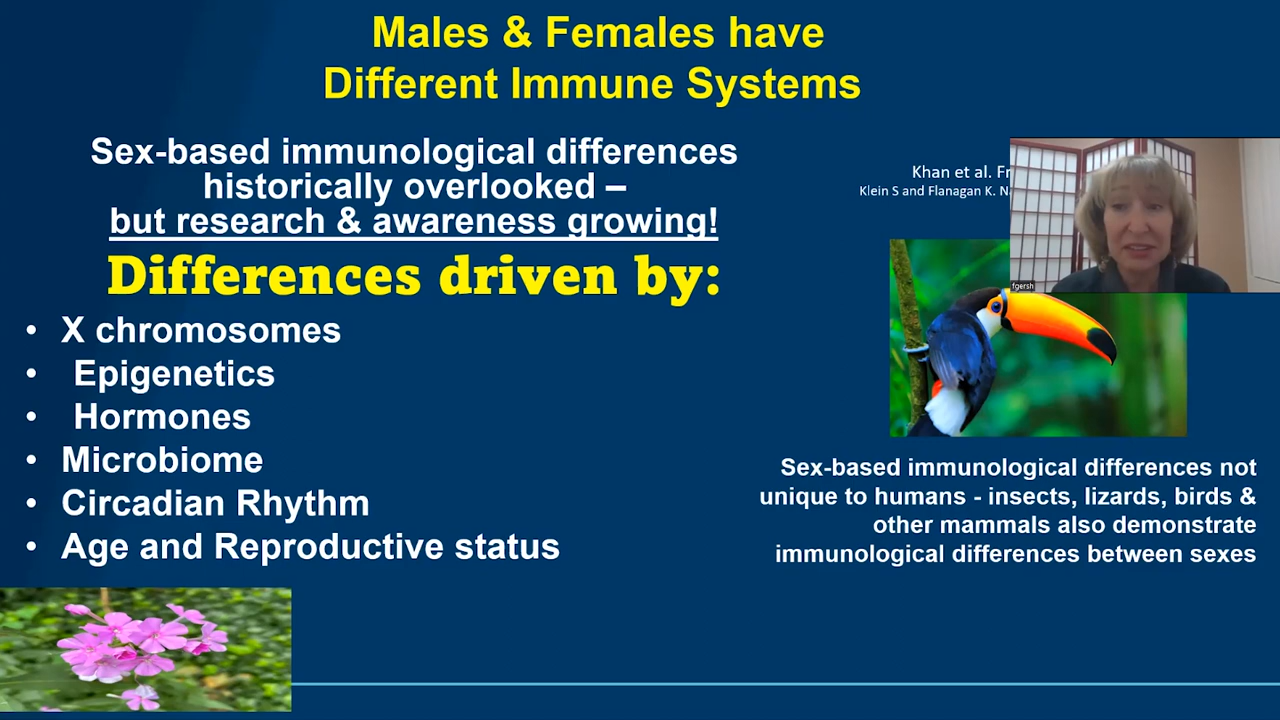 Males & Females have
Different Immune Systems
Sex-based immunological differences
historically overlooked –
but research & awareness growing!
Differences driven by:
• X chromosomes
• Epigenetics
• Hormones
• Microbiome
• Circadian Rhythm
• Age and Reproductive status
Khan et al.
Klein S and Flanagan K.
fgersh
Sex-based immunological differences not
unique to humans - insects, lizards, birds &
other mammals also demonstrate
immunological differences between sexes